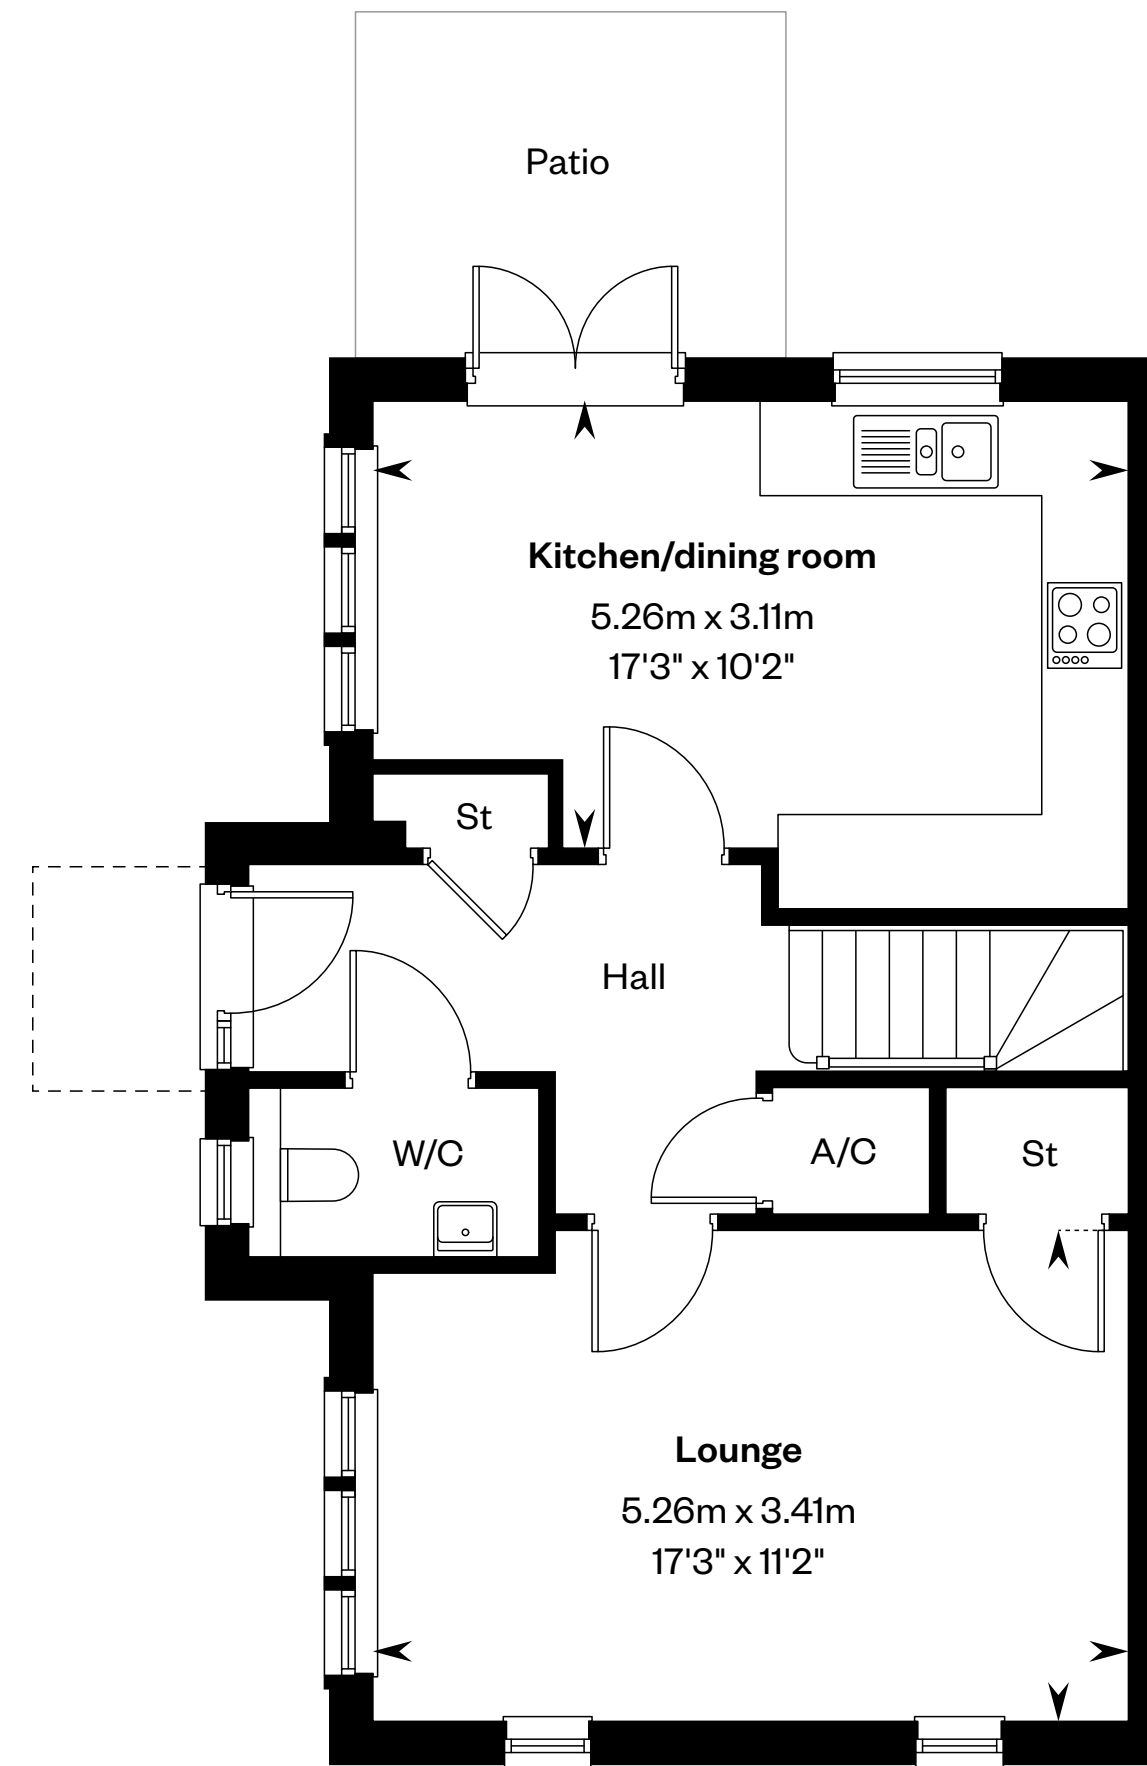 Patio
Kitchen/dining room
5.26m x 3.11m
17'3" x 10'2"
St
Hall
W/C
A/C
St
Lounge
5.26m x 3.41m
17'3" x 11'2"